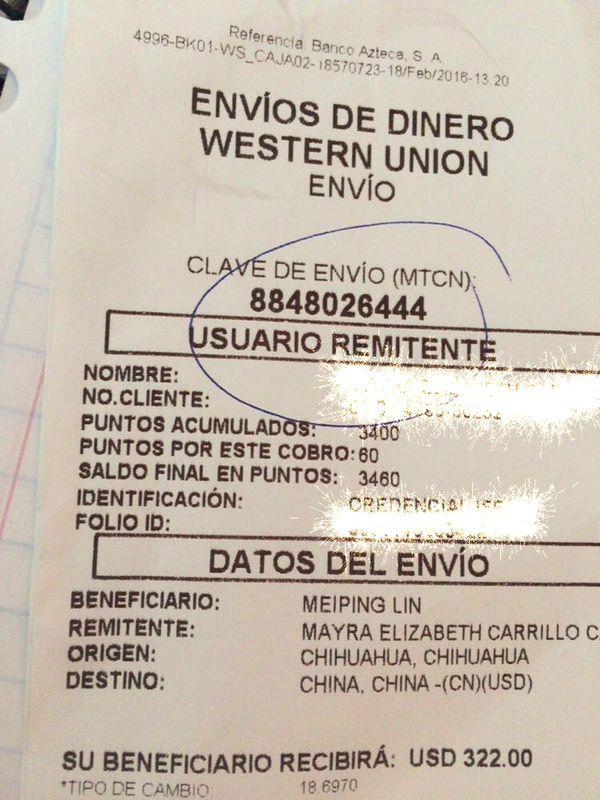 Referencia: Banco Azteca, S. A.
4996-BK01-WS_CAJA02-18570723-18/Feb/2016-13:20
ENVÍOS DE DINERO
WESTERN UNION
ENVÍO
CLAVE DE ENVÍO (MTCN):
8848026444
USUARIO REMITENTE
NOMBRE:
NO.CLIENTE:
PUNTOS ACUMULADOS: 3400
PUNTOS POR ESTE COBRO: 60
SALDO FINAL EN PUNTOS: 3460
IDENTIFICACIÓN: CREDENCIAL
FOLIO ID:
DATOS DEL ENVÍO
BENEFICIARIO: MEIPING LIN
REMITENTE: MAYRA ELIZABETH CARRILLO C
ORIGEN: CHIHUAHUA, CHIHUAHUA
DESTINO: CHINA, CHINA -(CN)(USD)
SU BENEFICIARIO RECIBIRÁ: USD 322.00
*TIPO DE CAMBIO: 18.6970